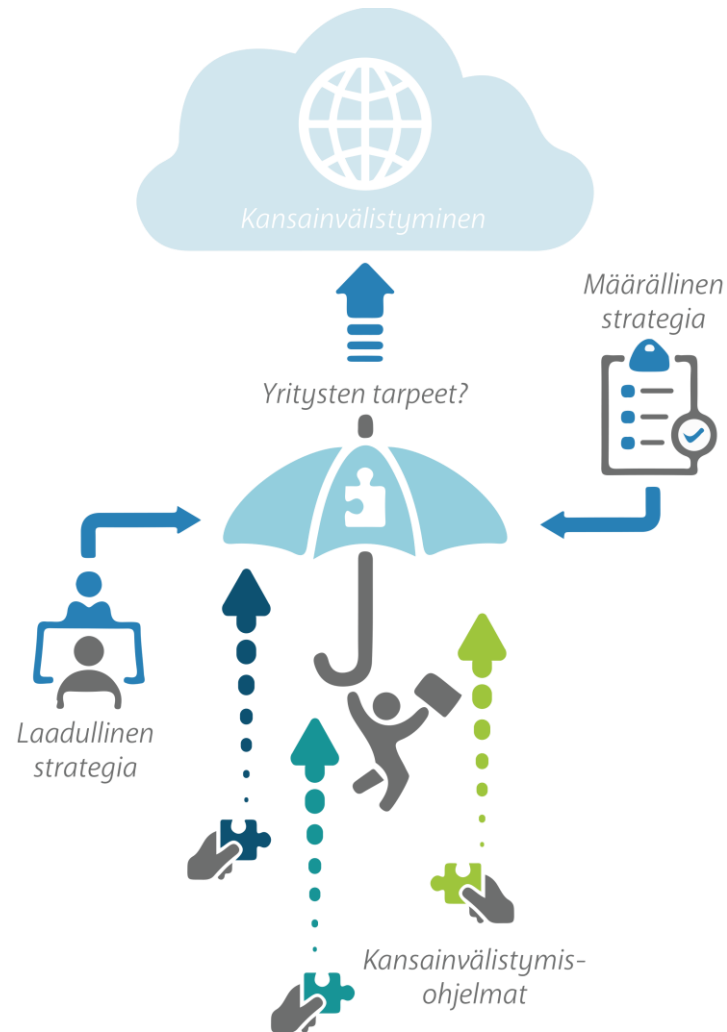 Kansainvälistyminen
Määrällinen
strategia
Yritysten tarpeet?
Laadullinen
strategia
Kansainvälistymis-
ohjelmat